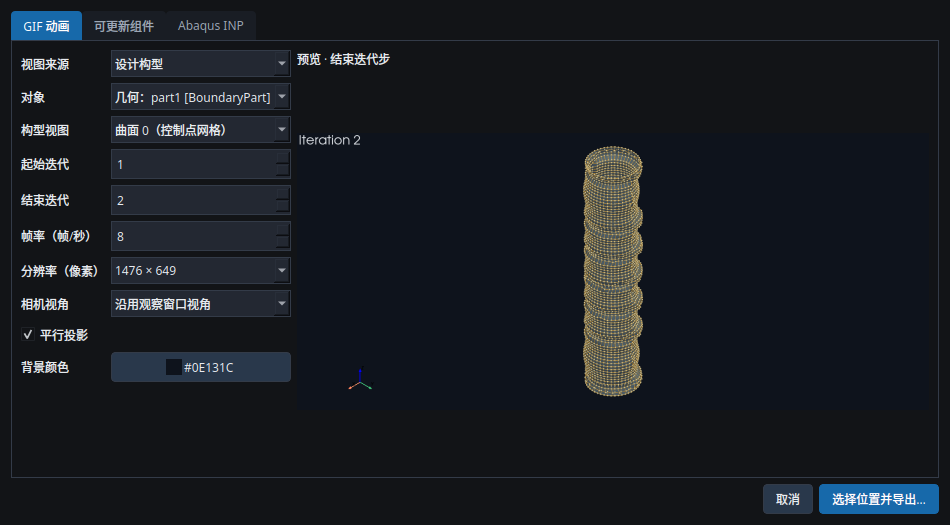 GIF 动画 可更新组件 Abaqus INP
视图来源 设计构型
对象 几何: part1 [BoundaryPart]
构型视图 曲面 0（控制点网格）
起始迭代 1
结束迭代 2
帧率（帧/秒） 8
分辨率（像素） 1476 × 649
相机视角 沿用观察窗口视角
平行投影
背景颜色 #0E131C
预览 · 结束迭代步
Iteration 2
取消 选择位置并导出...